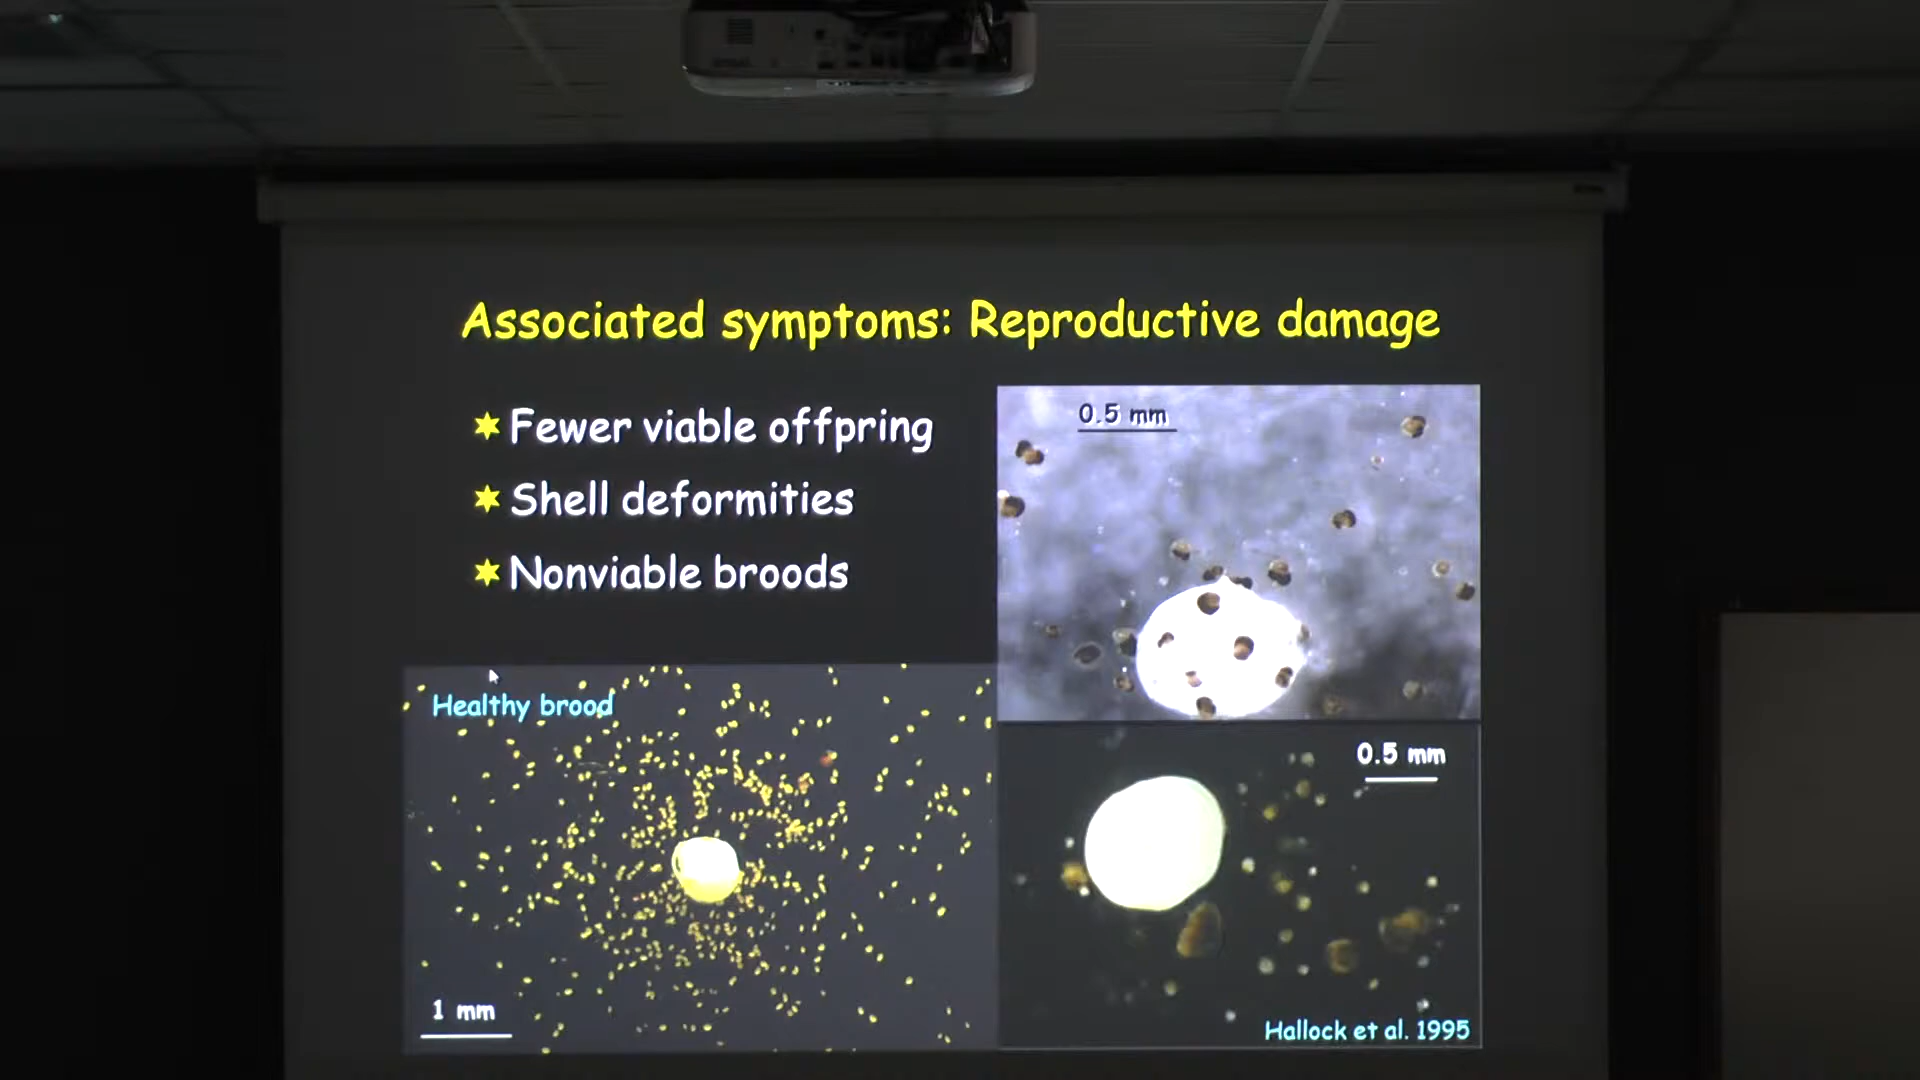 Associated symptoms: Reproductive damage
Fewer viable offpring
Shell deformities
Nonviable broods
0.5 mm
Healthy brood
1 mm
0.5 mm
Hallock et al. 1995